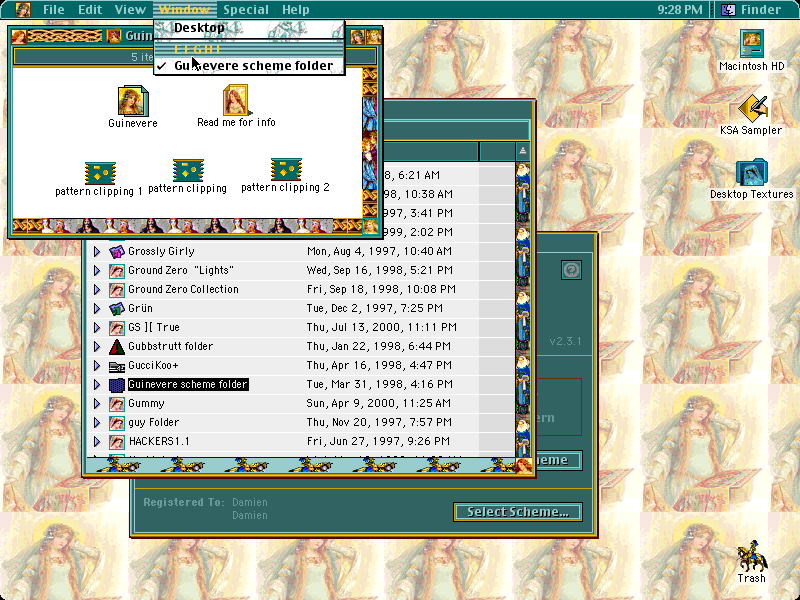 File Edit View Window Special Help 9:28 PM Finder
Desktop
EIGHT
Guinevere scheme folder
Guin
5 ite
Guinevere
Read me for info
pattern clipping 1
pattern clipping
pattern clipping 2
Macintosh HD
KSA Sampler
Desktop Textures
Trash
8, 6:21 AM
98, 10:38 AM
997, 3:41 PM
999, 2:02 PM
Grossly Girly Mon, Aug 4, 1997, 10:40 AM
Ground Zero "Lights" Wed, Sep 16, 1998, 5:21 PM
Ground Zero Collection Fri, Sep 18, 1998, 10:08 PM
Grün Tue, Dec 2, 1997, 7:25 PM
GS ][ True Thu, Jul 13, 2000, 11:11 PM
Gubbstrutt folder Thu, Jan 22, 1998, 6:44 PM
GucciKoo+ Thu, Apr 16, 1998, 4:47 PM
Guinevere scheme folder Tue, Mar 31, 1998, 4:16 PM
Gummy Sun, Apr 9, 2000, 11:25 AM
guy Folder Thu, Nov 20, 1997, 7:57 PM
HACKERS1.1 Fri, Jun 27, 1997, 9:26 PM
v2.3.1
ern
heme
Registered To: Damien
Damien
Select Scheme...